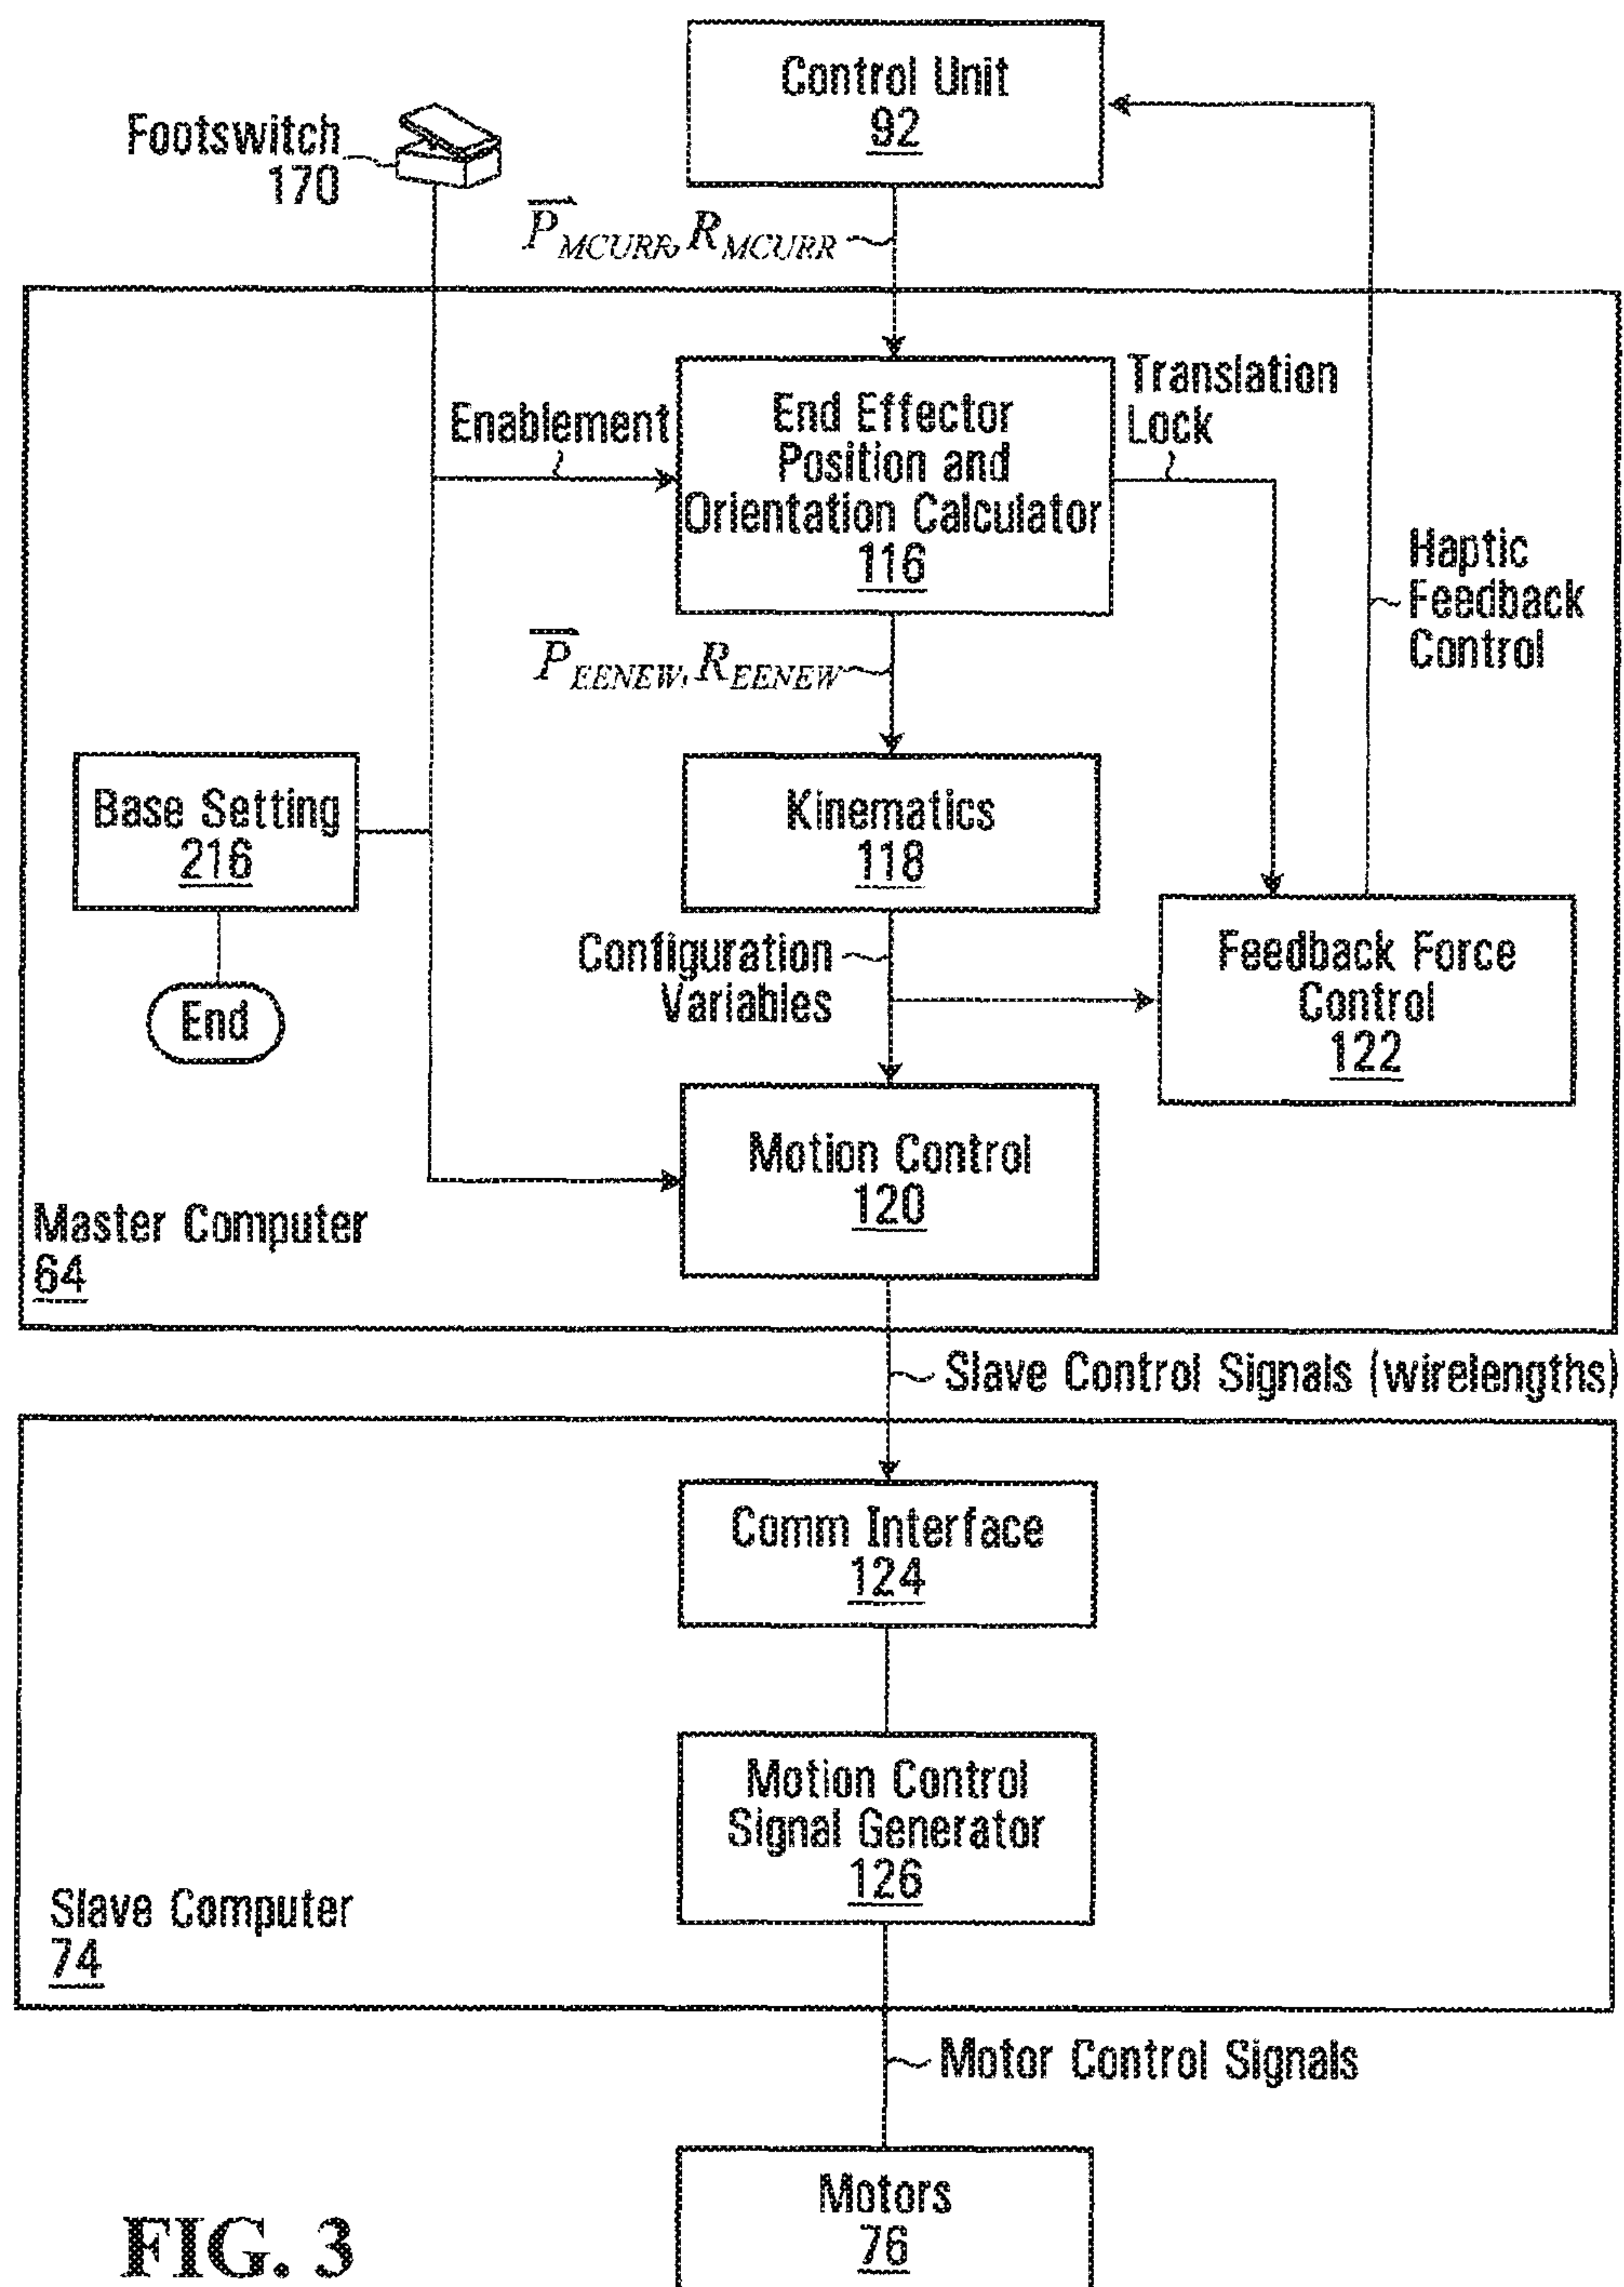 Control Unit
92
Footswitch
170
P⃗MCURR, RMCURR
End Effector
Position and
Orientation Calculator
116
Enablement
Translation
Lock
Haptic
Feedback
Control
P⃗EENEW, REENEW
Base Setting
216
End
Kinematics
118
Configuration
Variables
Feedback Force
Control
122
Motion Control
120
Master Computer
64
Slave Control Signals (wirelengths)
Comm Interface
124
Motion Control
Signal Generator
126
Slave Computer
74
Motor Control Signals
Motors
76
FIG. 3